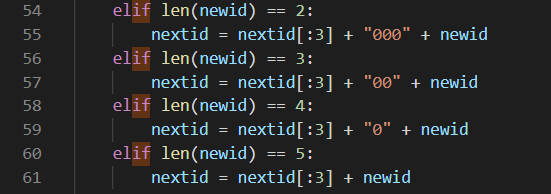 54 elif len(newid) == 2:
55 nextid = nextid[:3] + "000" + newid
56 elif len(newid) == 3:
57 nextid = nextid[:3] + "00" + newid
58 elif len(newid) == 4:
59 nextid = nextid[:3] + "0" + newid
60 elif len(newid) == 5:
61 nextid = nextid[:3] + newid